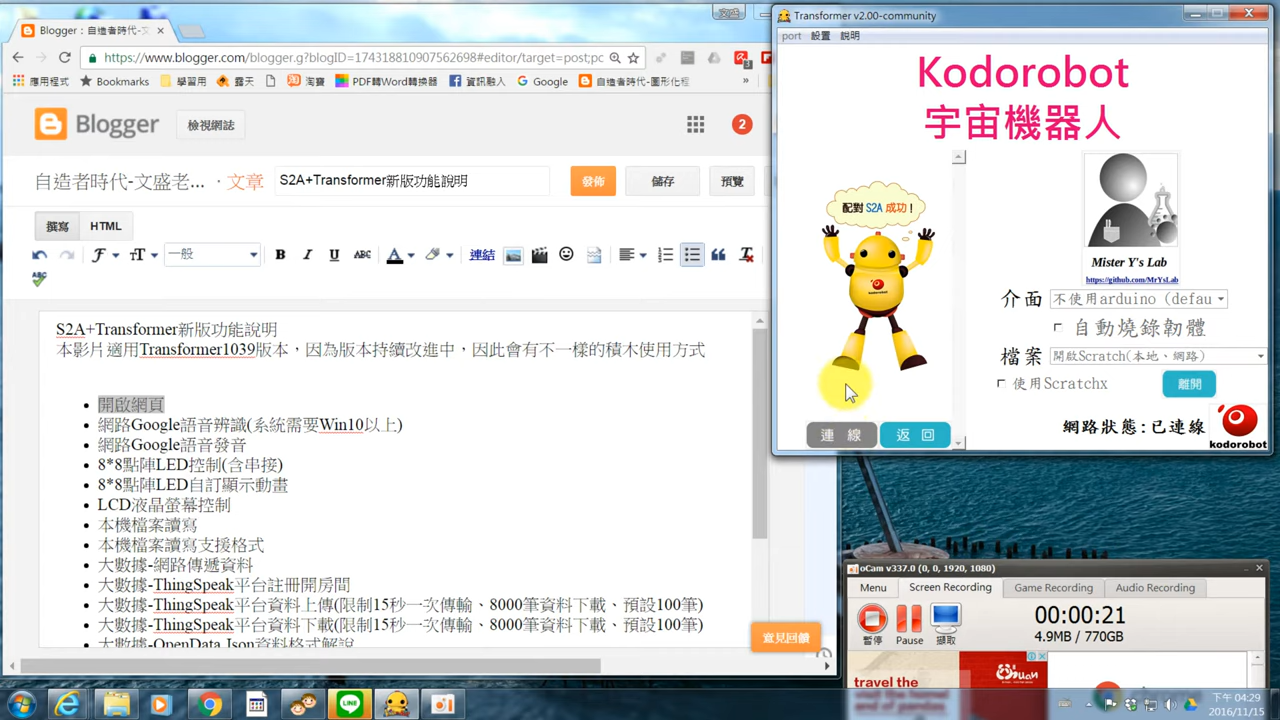 Blogger：自造者時代-文
https://www.blogger.com/blogger.g?blogID=174318810907562698#editor/target=post;pc
應用程式
Bookmarks
學習用
露天
淘寶
PDF轉Word轉換器
資訊融入
Google
自造者時代-圖形化程
»
Blogger
檢視網誌
2
自造者時代-文盛老... · 文章
S2A+Transformer新版功能說明
發佈
儲存
預覽
撰寫
HTML
一般
B I U ABC A
連結
S2A+Transformer新版功能說明
本影片適用Transformer1039版本，因為版本持續改進中，因此會有不一樣的積木使用方式
開啟網頁
網路Google語音辨識(系統需要Win10以上)
網路Google語音發音
8*8點陣LED控制(含串接)
8*8點陣LED自訂顯示動畫
LCD液晶螢幕控制
本機檔案讀寫
本機檔案讀寫支援格式
大數據-網路傳遞資料
大數據-ThingSpeak平台註冊開房間
大數據-ThingSpeak平台資料上傳(限制15秒一次傳輸、8000筆資料下載、預設100筆)
大數據-ThingSpeak平台資料下載(限制15秒一次傳輸、8000筆資料下載、預設100筆)
大數據-OpenData Json資料格式解說
意見回饋
Transformer v2.00-community
port 設置 說明
Kodorobot
宇宙機器人
配對 S2A 成功！
kodorobot
連 線
返 回
Mister Y's Lab
https://github.com/MrYsLab
介面
不使用arduino (defau
自動燒錄韌體
檔案
開啟Scratch(本地、網路)
使用Scratchx
離開
網路狀態:已連線
kodorobot
oCam v337.0 (0, 0, 1920, 1080)
Menu
Screen Recording
Game Recording
Audio Recording
暫停
Pause
擷取
00:00:21
4.9MB / 770GB
travel the
LINE
下午 04:29
2016/11/15